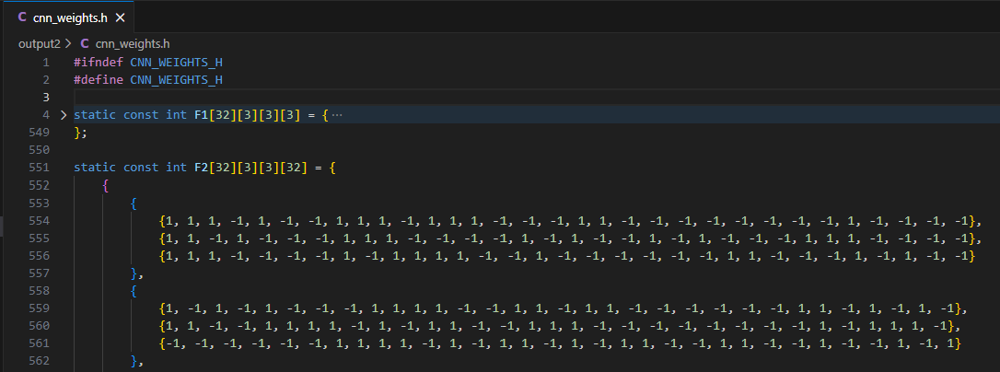 C cnn_weights.h ×
output2 > C cnn_weights.h
1 #ifndef CNN_WEIGHTS_H
2 #define CNN_WEIGHTS_H
3
4 > static const int F1[32][3][3][3] = { ···
549 };
550
551 static const int F2[32][3][3][32] = {
552 {
553 {
554 {1, 1, 1, -1, 1, -1, -1, 1, 1, 1, -1, 1, 1, 1, -1, -1, -1, 1, 1, -1, -1, -1, -1, -1, -1, -1, -1, 1, -1, -1, -1, -1},
555 {1, 1, -1, 1, -1, -1, -1, 1, 1, 1, -1, -1, -1, 1, -1, -1, 1, -1, 1, -1, 1, -1, -1, -1, 1, 1, 1, -1, -1, -1, -1},
556 {1, 1, 1, -1, -1, -1, -1, 1, -1, 1, 1, 1, 1, -1, -1, 1, -1, -1, -1, -1, -1, 1, 1, -1, -1, -1, -1, 1, -1, 1, -1}
557 },
558 {
559 {1, -1, 1, -1, 1, -1, -1, -1, 1, 1, 1, 1, -1, -1, 1, 1, -1, 1, 1, -1, -1, -1, -1, -1, -1, 1, 1, -1, 1, -1, 1, -1},
560 {1, 1, -1, -1, 1, 1, 1, 1, -1, 1, -1, 1, 1, -1, -1, 1, 1, 1, -1, -1, -1, -1, -1, -1, -1, -1, 1, -1, 1, 1, 1, -1},
561 {-1, -1, -1, -1, -1, -1, 1, 1, 1, 1, -1, 1, -1, 1, 1, -1, 1, -1, 1, 1, -1, -1, 1, 1, -1, -1, 1, -1, -1, 1, -1, 1}
562 },